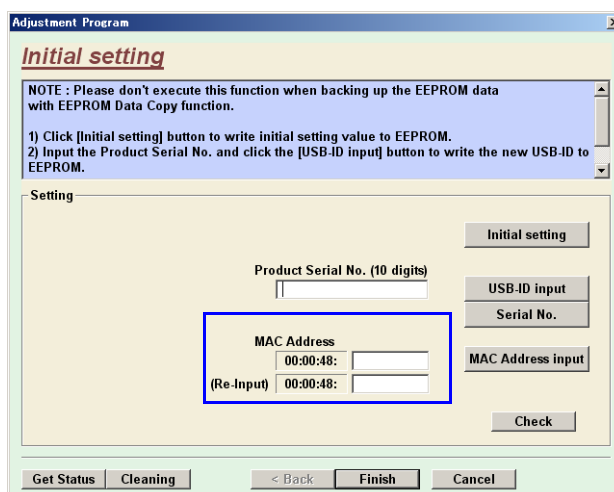 Adjustment Program
Initial setting
NOTE : Please don't execute this function when backing up the EEPROM data
with EEPROM Data Copy function.
1) Click [Initial setting] button to write initial setting value to EEPROM.
2) Input the Product Serial No. and click the [USB-ID input] button to write the new USB-ID to
EEPROM.
Setting
Initial setting
Product Serial No. (10 digits)
USB-ID input
Serial No.
MAC Address
00:00:48:
MAC Address input
(Re-Input) 00:00:48:
Check
Get Status Cleaning < Back Finish Cancel